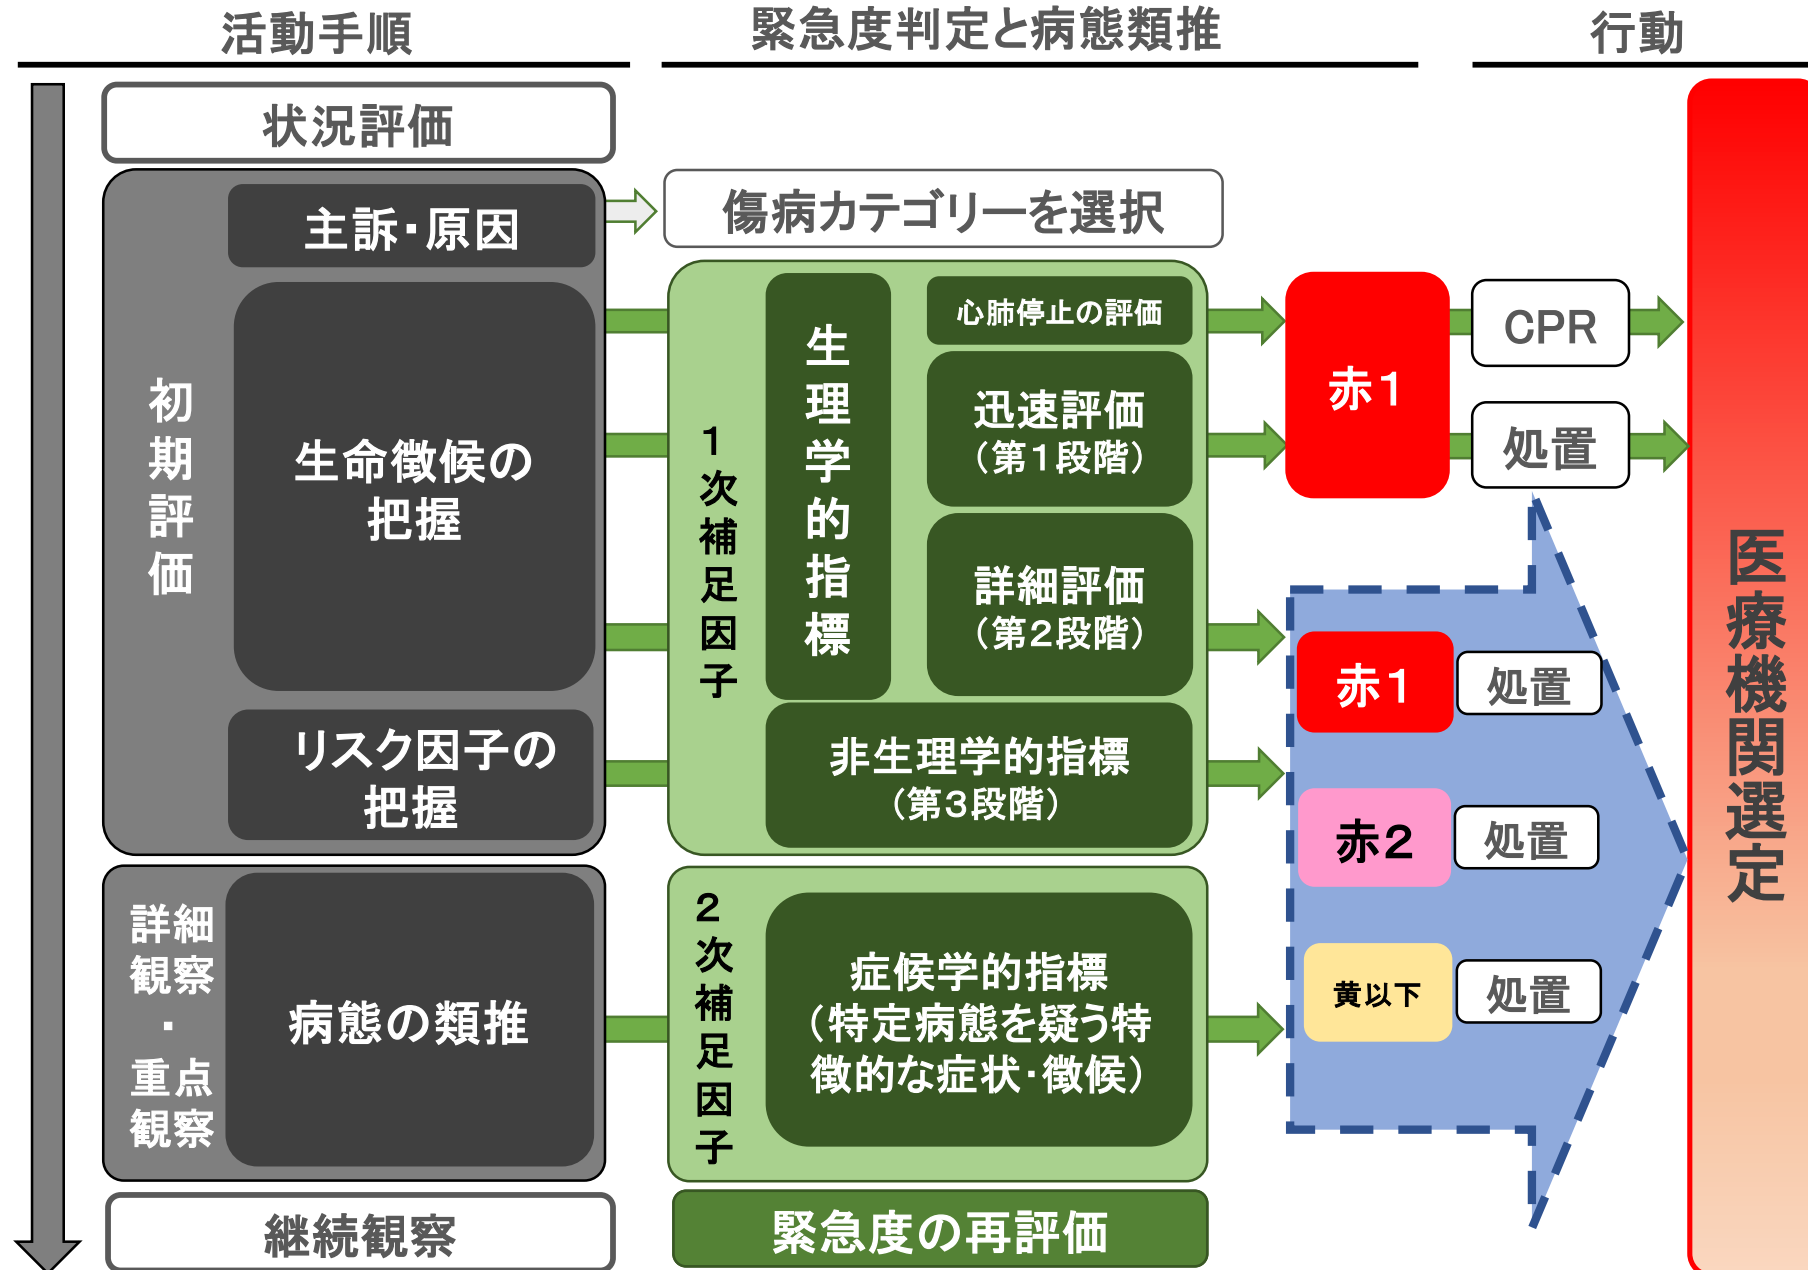 活動手順
緊急度判定と病態類推
行動
状況評価
初期評価
主訴・原因
生命徴候の
把握
リスク因子の
把握
詳細
観察
・
重点
観察
病態の類推
継続観察
傷病カテゴリーを選択
1次補足因子
生理学的指標
心肺停止の評価
迅速評価
（第1段階）
詳細評価
（第2段階）
非生理学的指標
（第3段階）
2次補足因子
症候学的指標
（特定病態を疑う特
徴的な症状・徴候）
緊急度の再評価
赤1
CPR
処置
赤1
処置
赤2
処置
黄以下
処置
医療機関選定